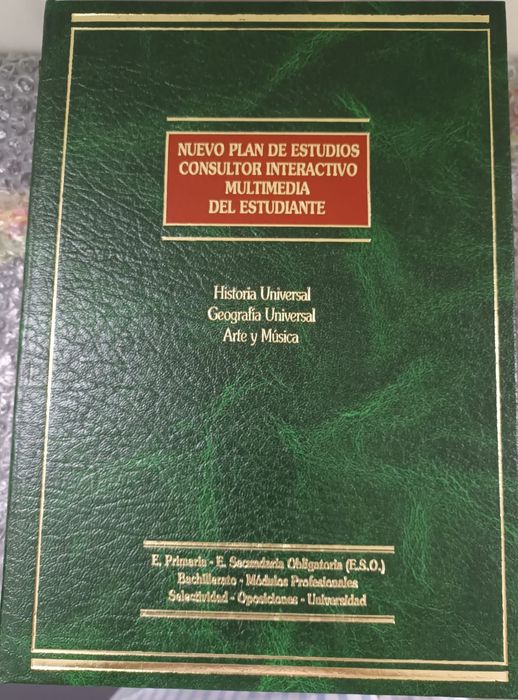 NUEVO PLAN DE ESTUDIOS
CONSULTOR INTERACTIVO
MULTIMEDIA
DEL ESTUDIANTE
Historia Universal
Geografía Universal
Arte y Música
E. Primaria - E. Secundaria Obligatoria (E.S.O.)
Bachillerato - Módulos Profesionales
Selectividad - Oposiciones - Universidad